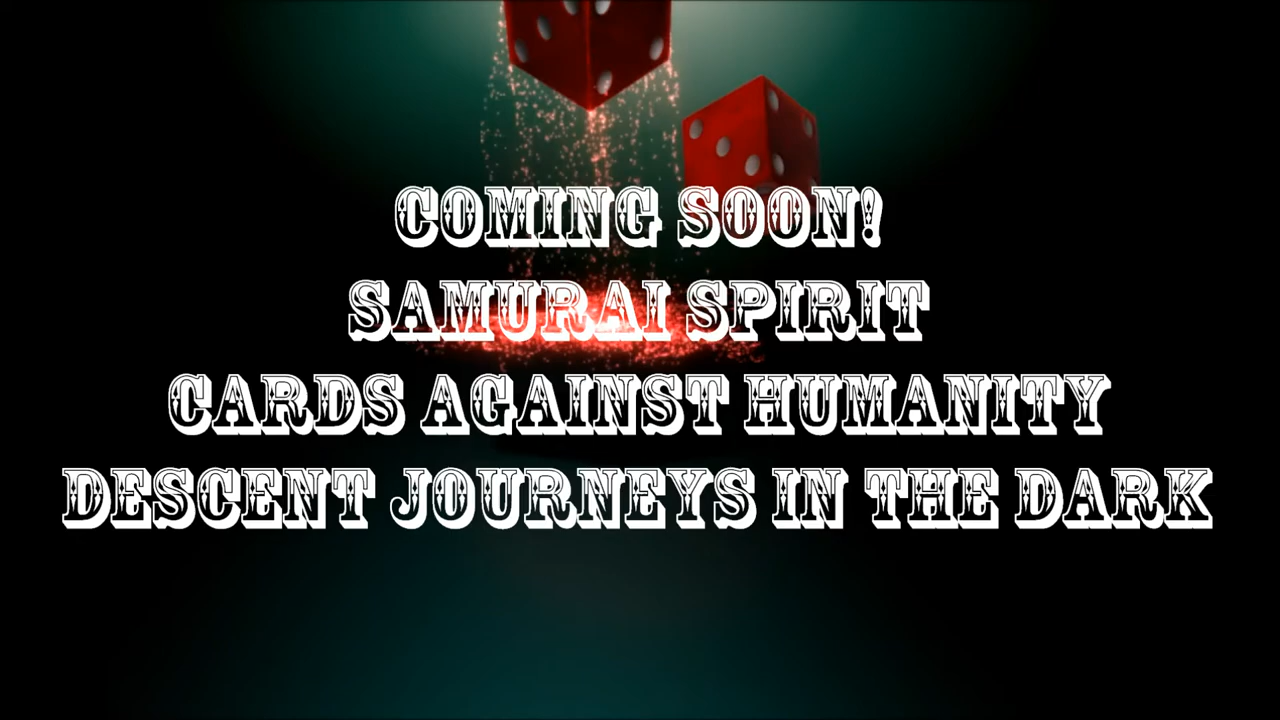 COMING SOON!
SAMURAI SPIRIT
CARDS AGAINST HUMANITY
DESCENT JOURNEYS IN THE DARK